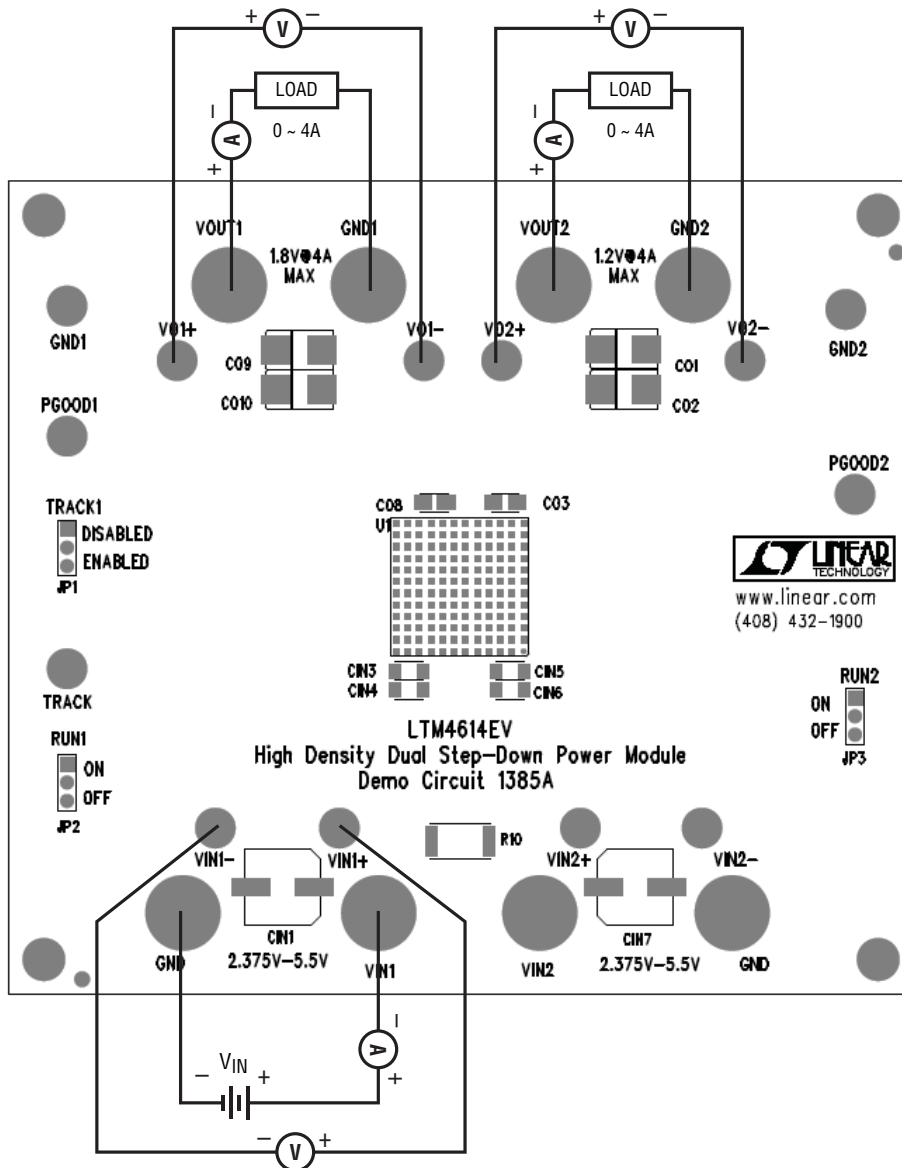 + V −
+ V −
LOAD
LOAD
− A +
0 ~ 4A
− A +
0 ~ 4A
VOUT1
GND1
VOUT2
GND2
1.8V@4A
MAX
1.2V@4A
MAX
GND1
VO1+
VO1-
VO2+
VO2-
GND2
CO9
CO10
CO1
CO2
PGOOD1
PGOOD2
TRACK1
DISABLED
ENABLED
JP1
CO8
CO3
U1
LINEAR
TECHNOLOGY
www.linear.com
(408) 432-1900
CIN3
CIN4
CIN5
CIN6
TRACK
RUN2
ON
OFF
JP3
LTM4614EV
High Density Dual Step-Down Power Module
Demo Circuit 1385A
RUN1
ON
OFF
JP2
VIN1-
VIN1+
R10
VIN2+
VIN2-
GND
CIN1
2.375V-5.5V
VIN1
VIN2
CIN7
2.375V-5.5V
GND
− A +
− VIN +
− V +